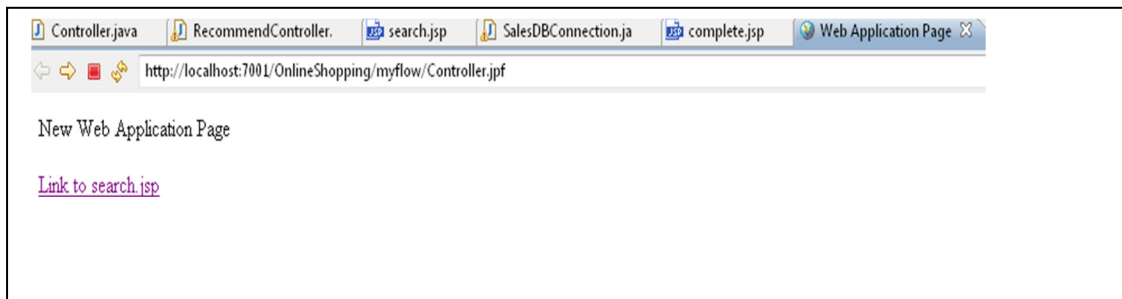 Controller.java RecommendController. search.jsp SalesDBConnection.ja complete.jsp Web Application Page
http://localhost:7001/OnlineShopping/myflow/Controller.jpf
New Web Application Page
Link to search.jsp